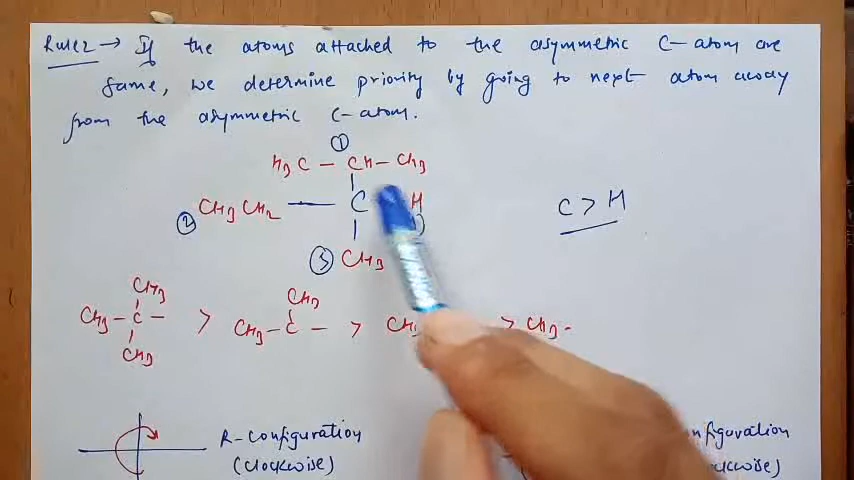 Rule2 → If the atoms attached to the asymmetric C-atom are
same, we determine priority by going to next atom away
from the asymmetric C-atom.
①
H3C — CH — CH3
② CH3CH2 — C H
③ CH3
C > H
CH3
CH3 - C - > CH3 - C - > CH3 > CH3 -
CH3
CH3
R-configuration
(clockwise)